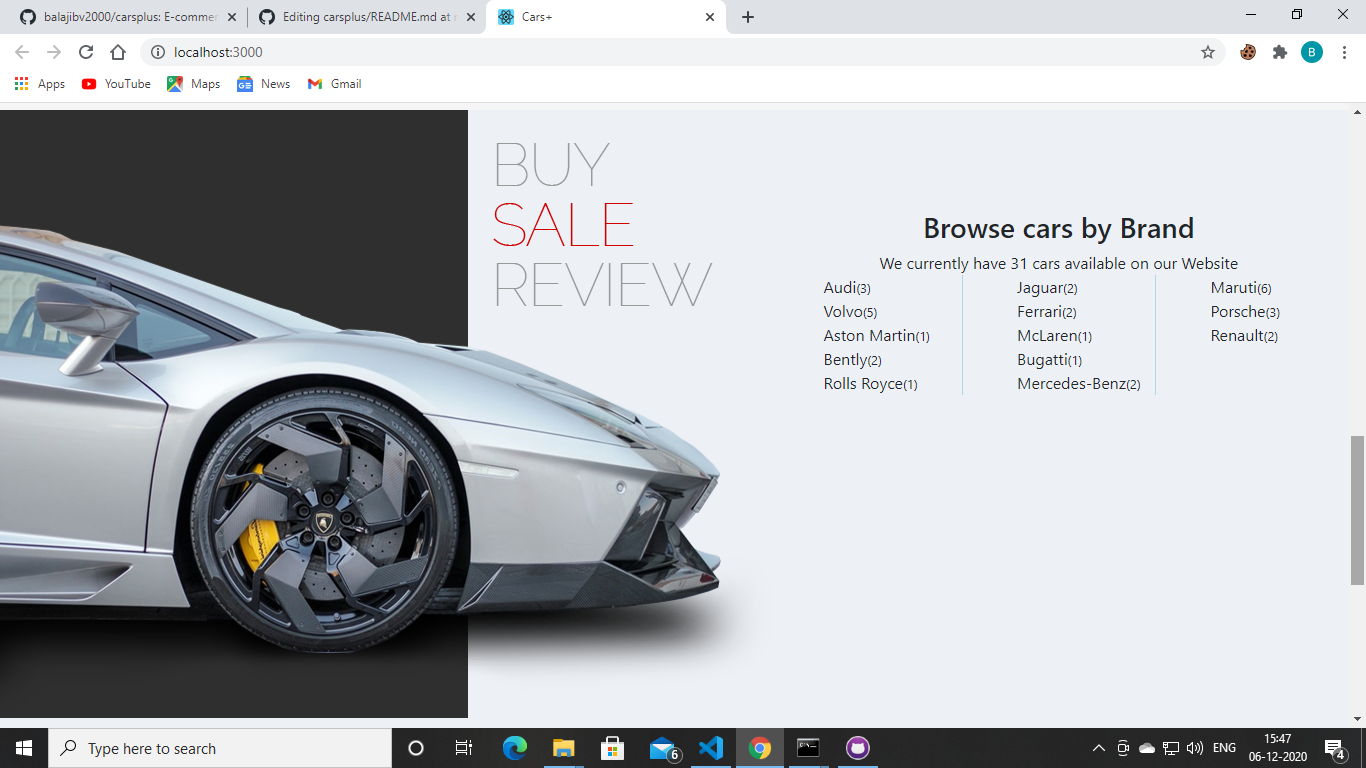 balajibv2000/carsplus: E-commer
Editing carsplus/README.md at m
Cars+
localhost:3000
B
Apps
YouTube
Maps
News
Gmail
BUY
SALE
REVIEW
Browse cars by Brand
We currently have 31 cars available on our Website
Audi(3)
Volvo(5)
Aston Martin(1)
Bently(2)
Rolls Royce(1)
Jaguar(2)
Ferrari(2)
McLaren(1)
Bugatti(1)
Mercedes-Benz(2)
Maruti(6)
Porsche(3)
Renault(2)
Type here to search
6
ENG
15:47
06-12-2020
4